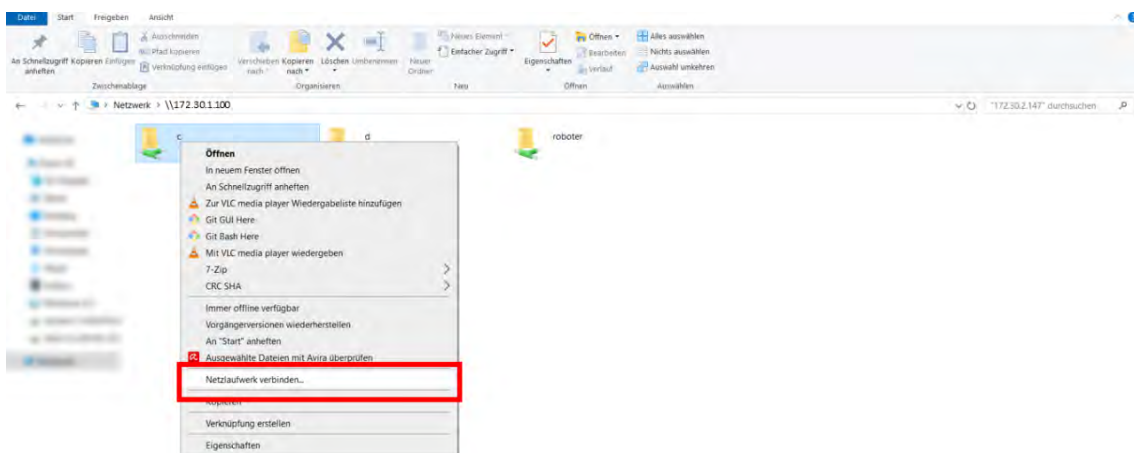 Datei Start Freigeben Ansicht
Ausschneiden
Neues Element
Öffnen
Alles auswählen
Pfad kopieren
Einfacher Zugriff
Bearbeiten
Nichts auswählen
An Schnellzugriff Kopieren Einfügen
Verknüpfung einfügen
Verschieben Kopieren Löschen Umbenennen
Neuer
Eigenschaften
Verlauf
Auswahl umkehren
anheften
nach nach
Ordner
Zwischenablage Organisieren Neu Öffnen Auswählen
Netzwerk > \\172.30.1.100
"172.30.2.147" durchsuchen
c d roboter
Öffnen
In neuem Fenster öffnen
An Schnellzugriff anheften
Zur VLC media player Wiedergabeliste hinzufügen
Git GUI Here
Git Bash Here
Mit VLC media player wiedergeben
7-Zip
CRC SHA
Immer offline verfügbar
Vorgängerversionen wiederherstellen
An "Start" anheften
Ausgewählte Dateien mit Avira überprüfen
Netzlaufwerk verbinden...
Kopieren
Verknüpfung erstellen
Eigenschaften